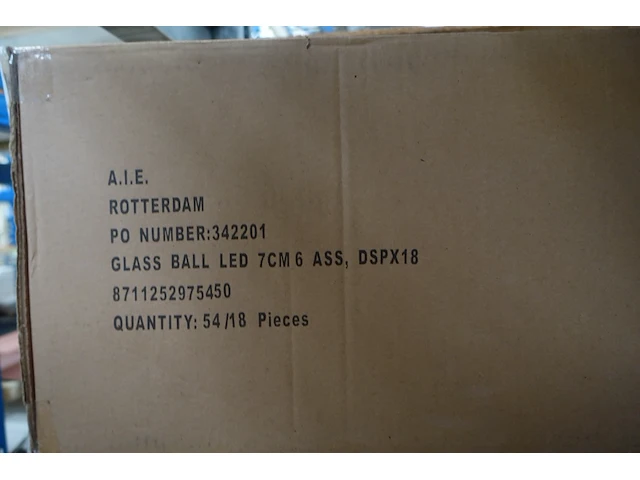 A.I.E.
ROTTERDAM
PO NUMBER:342201
GLASS BALL LED 7CM 6 ASS, DSPX18
8711252975450
QUANTITY: 54/18 Pieces